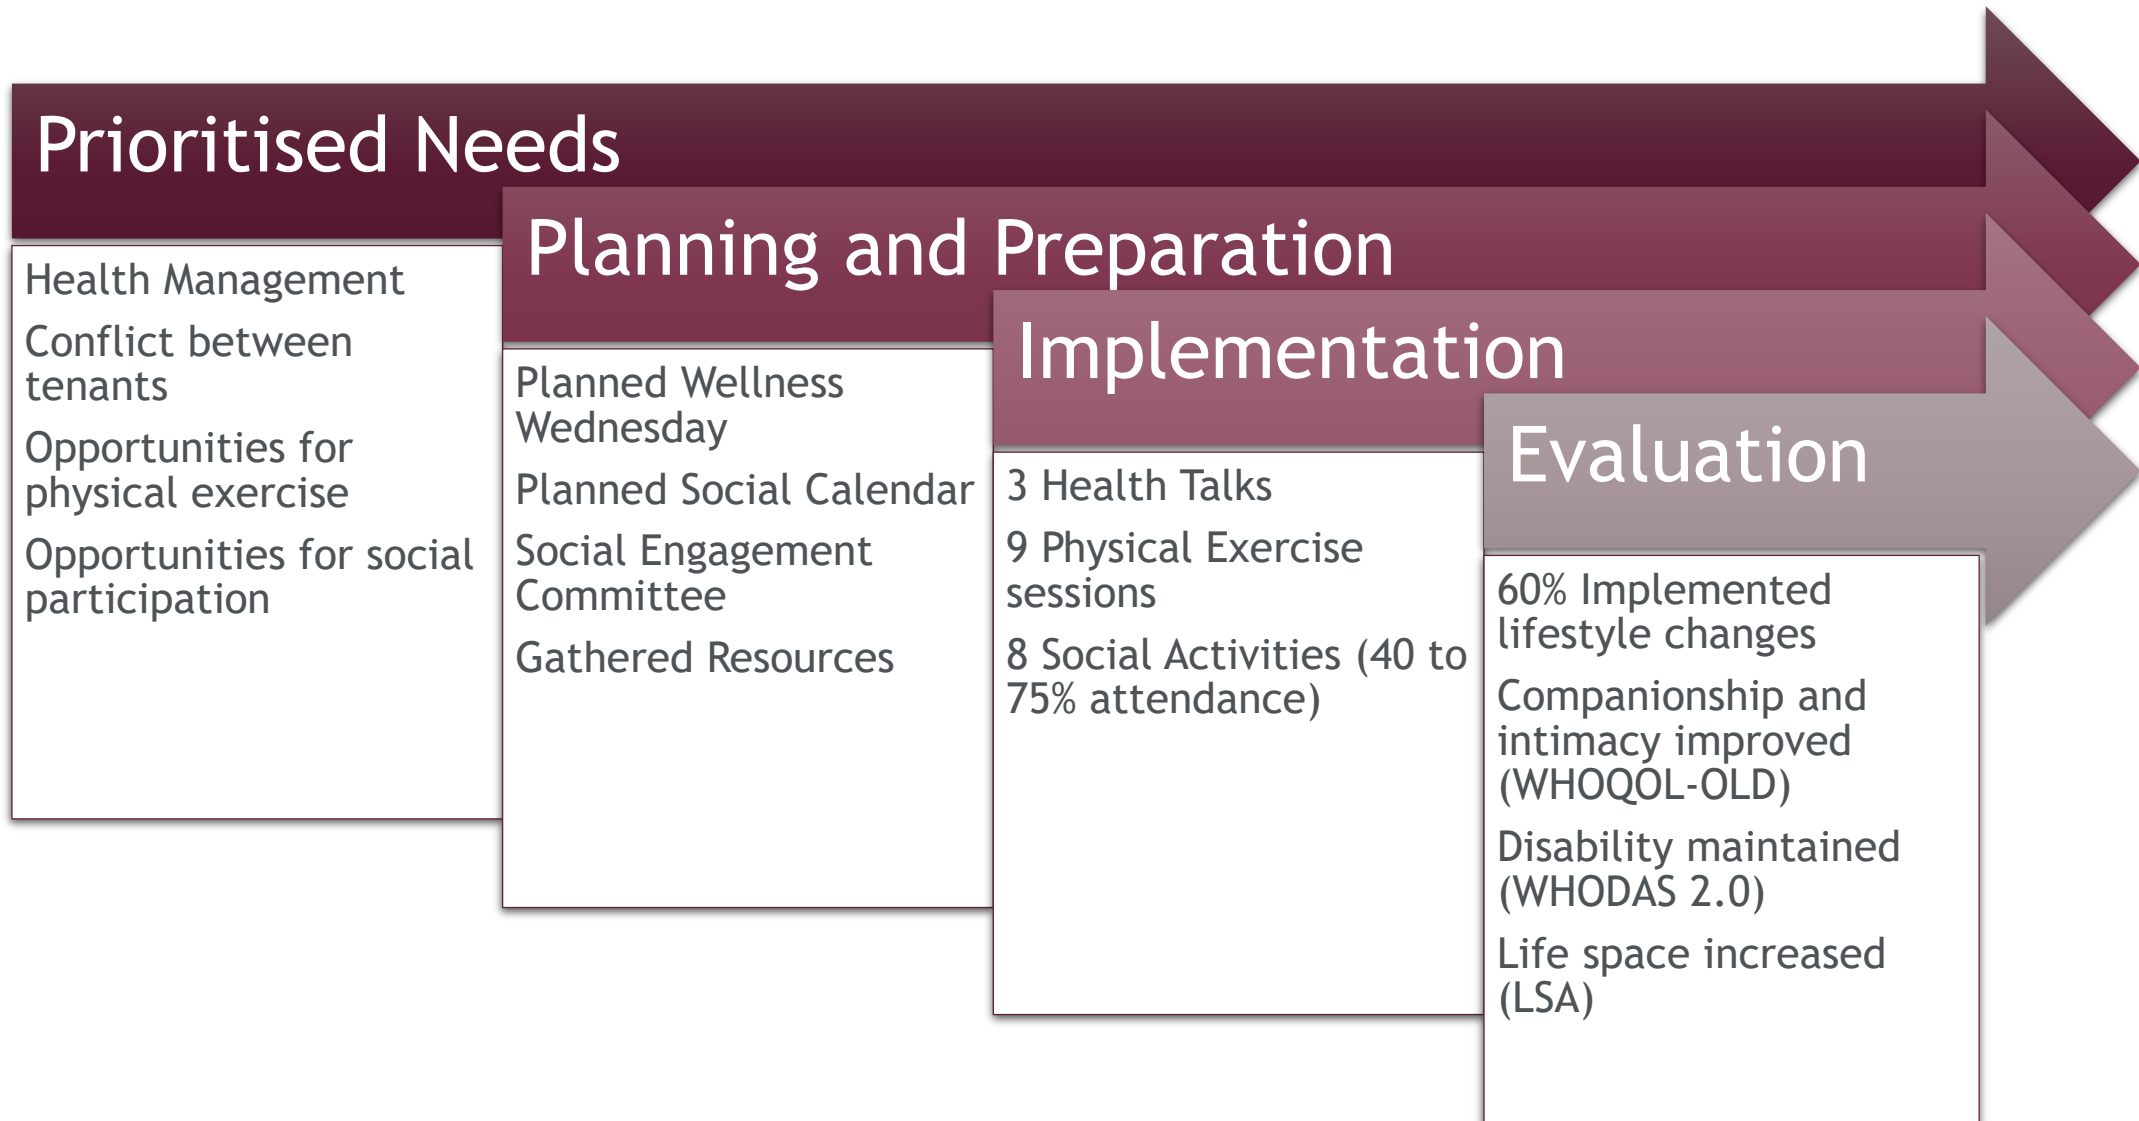 Prioritised Needs
Health Management
Conflict between
tenants
Opportunities for
physical exercise
Opportunities for social
participation
Planning and Preparation
Planned Wellness
Wednesday
Planned Social Calendar
Social Engagement
Committee
Gathered Resources
Implementation
3 Health Talks
9 Physical Exercise
sessions
8 Social Activities (40 to
75% attendance)
Evaluation
60% Implemented
lifestyle changes
Companionship and
intimacy improved
(WHOQOL-OLD)
Disability maintained
(WHODAS 2.0)
Life space increased
(LSA)